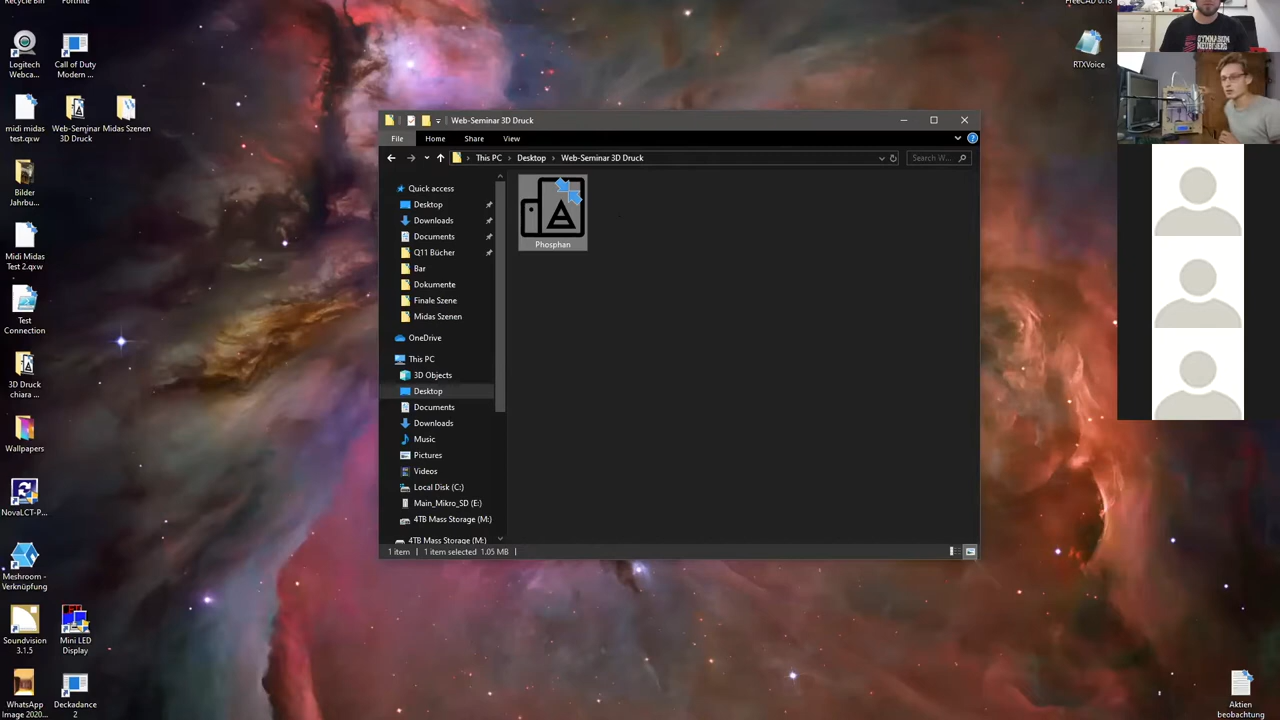 Recycle Bin
Fortnite
Logitech
Webca...
Call of Duty
Modern ...
midi midas
test.qxw
Web-Seminar
3D Druck
Midas Szenen
Bilder
Jahrbu...
Midi Midas
Test 2.qxw
Test
Connection
3D Druck
chiara ...
Wallpapers
NovaLCT-P...
Meshroom -
Verknüpfung
Soundvision
3.1.5
Mini LED
Display
WhatsApp
Image 2020...
Deckadance
2
Web-Seminar 3D Druck
File
Home
Share
View
This PC
Desktop
Web-Seminar 3D Druck
Search W...
Quick access
Desktop
Downloads
Documents
Q11 Bücher
Bar
Dokumente
Finale Szene
Midas Szenen
OneDrive
This PC
3D Objects
Desktop
Documents
Downloads
Music
Pictures
Videos
Local Disk (C:)
Main_Mikro_SD (E:)
4TB Mass Storage (M:)
4TB Mass Storage (M:)
Phosphan
1 item
1 item selected 1.05 MB
FreeCAD 0.18
RTXVoice
GYMNASIUM
NEUBIBERG
Aktien
beobachtung